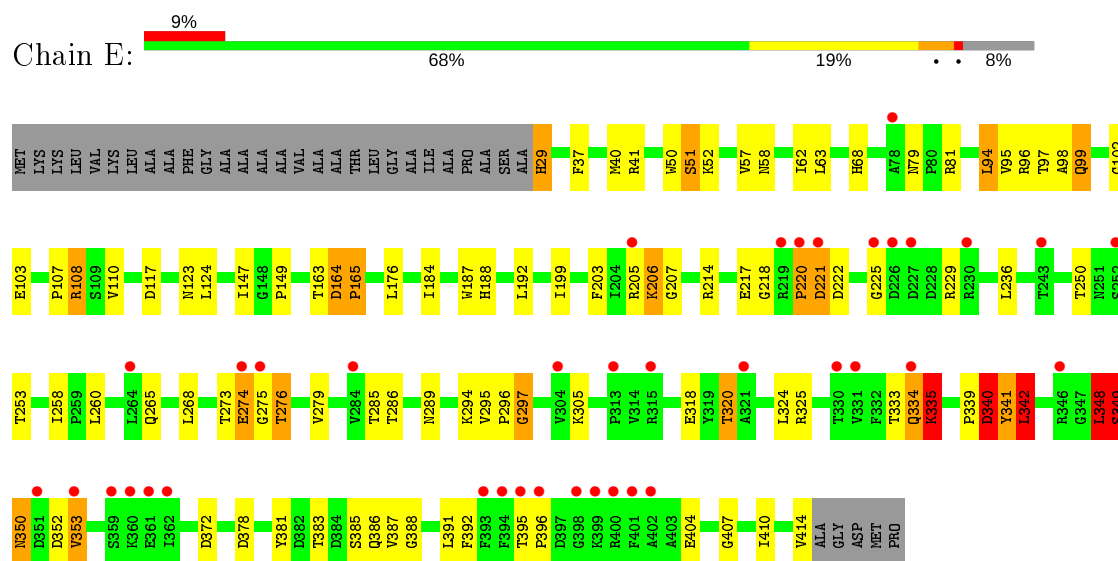 9%
Chain E:
68% 19% • • 8%
MET LYS LYS LEU VAL LYS LEU ALA ALA PHE GLY ALA ALA ALA ALA VAL ALA THR LEU GLY ALA ILE ALA PRO ALA SER ALA H29 F37 M40 R41 W50 S51 K52 V57 N58 I62 L63 H68 A78 N79 P80 R81 L94 V95 R96 T97 A98 Q99
E103 P107 R108 S109 V110 D117 N123 L124 I147 G148 P149 T163 D164 P165 L176 I184 W187 H188 L192 I199 F203 I204 R205 K206 G207 R214 E217 G218 R219 P220 D221 D222 G225 D226 D227 D228 R229 R230 L236 T243 T250 N251 S252
T253 I258 P259 L260 L264 Q265 L268 T273 E274 G275 T276 V279 V284 T285 T286 N289 K294 V295 P296 G297 V304 K305 P313 V314 R315 E318 Y319 T320 A321 L324 R325 T330 V331 F332 T333 Q334 K335 P339 D340 Y341 L342 R346 G347 L348 S349
N350 D351 D352 V353 S359 K360 E361 I362 D372 D378 Y381 D382 T383 D384 S385 Q386 V387 G388 L391 F392 F393 F394 T395 P396 D397 G398 K399 R400 F401 A402 A403 E404 G407 I410 V414 ALA GLY ASP MET PRO